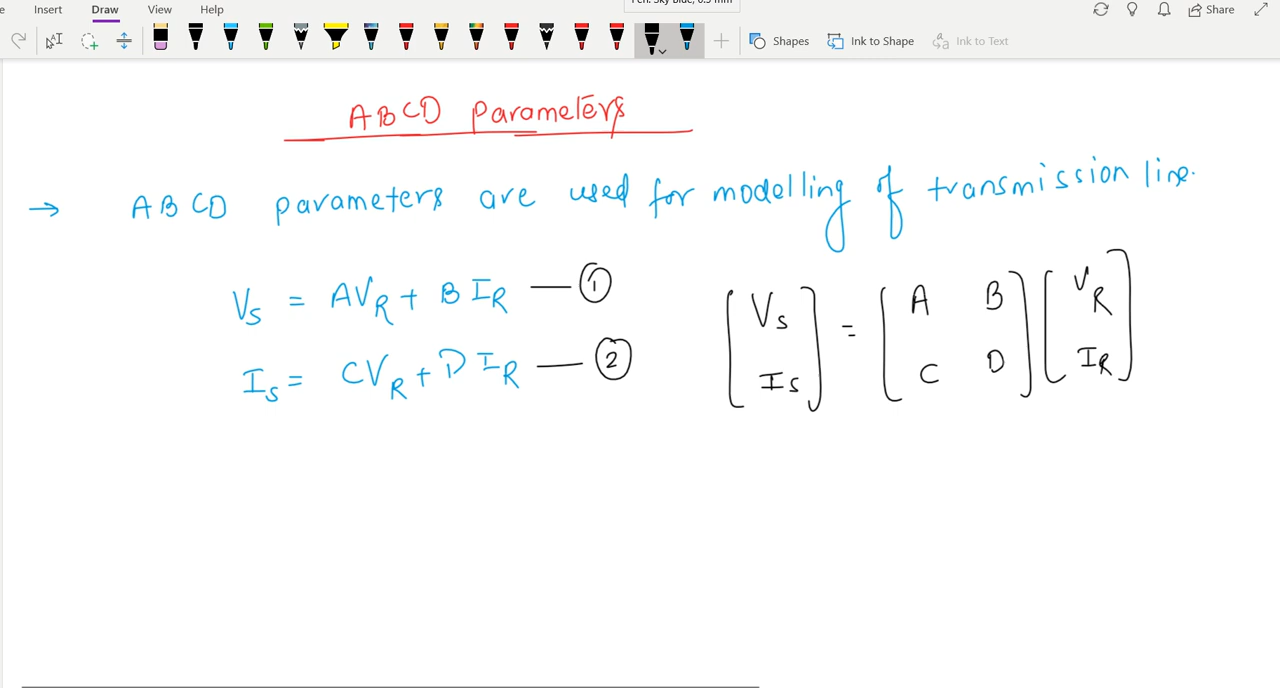 Insert Draw View Help
Share
Shapes Ink to Shape Ink to Text
ABCD Parameters
→ ABCD parameters are used for modelling of transmission line.
Vs = AVR + BIR — ①
Is = CVR + DIR — ②
[Vs Is] = [A B C D] [VR IR]